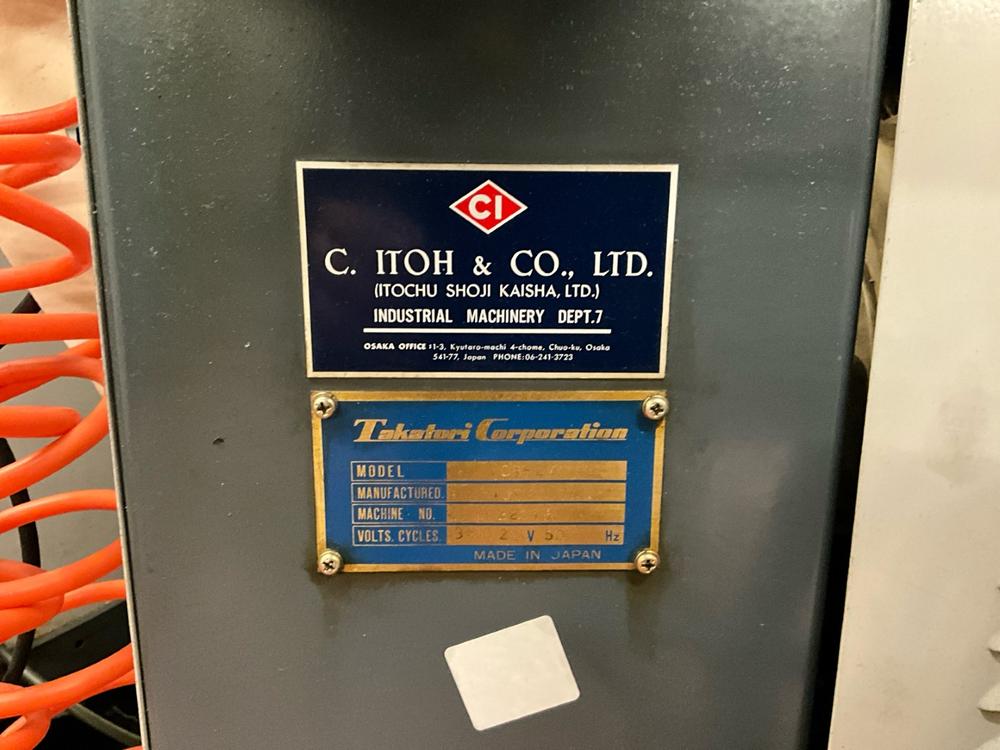 CI
C. ITOH & CO., LTD.
(ITOCHU SHOJI KAISHA, LTD.)
INDUSTRIAL MACHINERY DEPT.7
OSAKA OFFICE: 1-3, Kyutaro-machi 4-chome, Chuo-ku, Osaka
541-77, Japan PHONE: 06-241-3723
Takatori Corporation
MODEL
MANUFACTURED.
MACHINE NO.
VOLTS. CYCLES. V Hz
MADE IN JAPAN